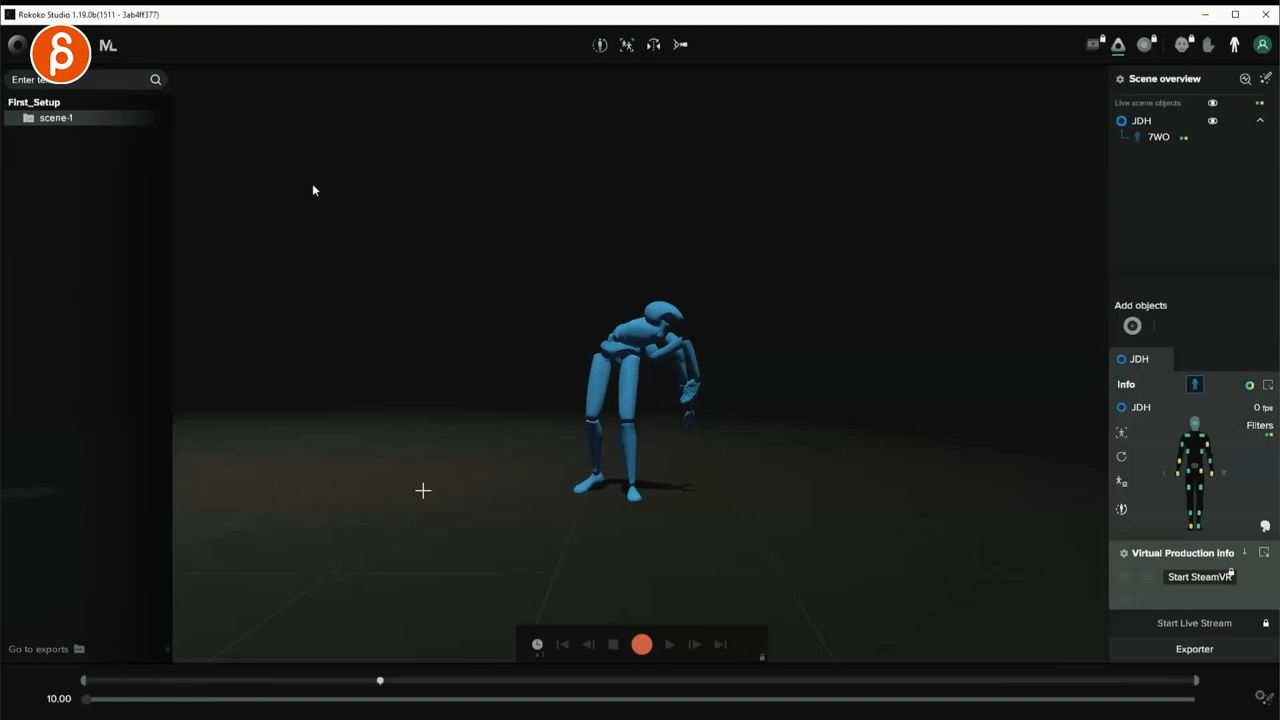 Rokoko Studio 1.19.0b(1511 - 3ab4ff377)
ML
Enter
First_Setup
scene-1
Scene overview
Live scene objects
JDH
7WO
Add objects
JDH
Info
JDH
0 fps
Filters
L
R
Virtual Production Info
Start SteamVR
Start Live Stream
Exporter
Go to exports
x1
10.00